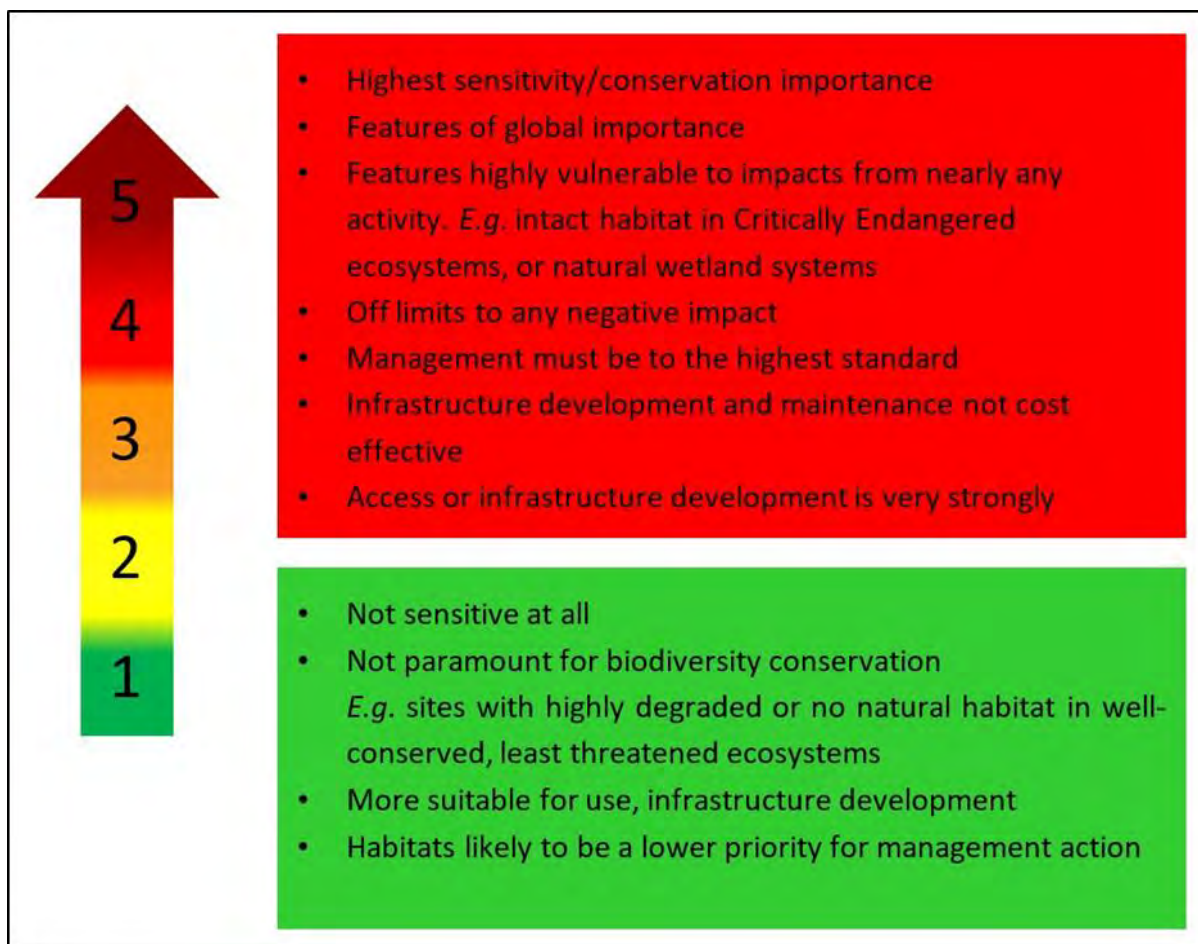 5
4
3
2
1
• Highest sensitivity/conservation importance
• Features of global importance
• Features highly vulnerable to impacts from nearly any
activity. E.g. intact habitat in Critically Endangered
ecosystems, or natural wetland systems
• Off limits to any negative impact
• Management must be to the highest standard
• Infrastructure development and maintenance not cost
effective
• Access or infrastructure development is very strongly
• Not sensitive at all
• Not paramount for biodiversity conservation
E.g. sites with highly degraded or no natural habitat in well-
conserved, least threatened ecosystems
• More suitable for use, infrastructure development
• Habitats likely to be a lower priority for management action